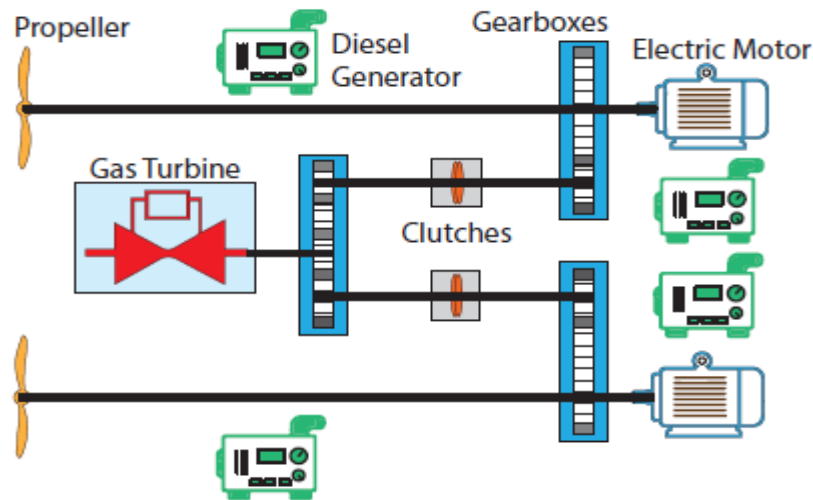 Propeller
Diesel
Generator
Gearboxes
Electric Motor
Gas Turbine
Clutches